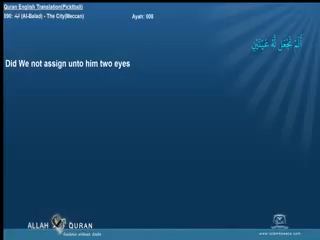 Quran English Translation(Pickthall)
090: البلد (Al-Balad) - The City(Meccan) Ayah: 008
أَلَمْ نَجْعَل لَّهُ عَيْنَيْنِ
Did We not assign unto him two eyes
ALLAH QURAN